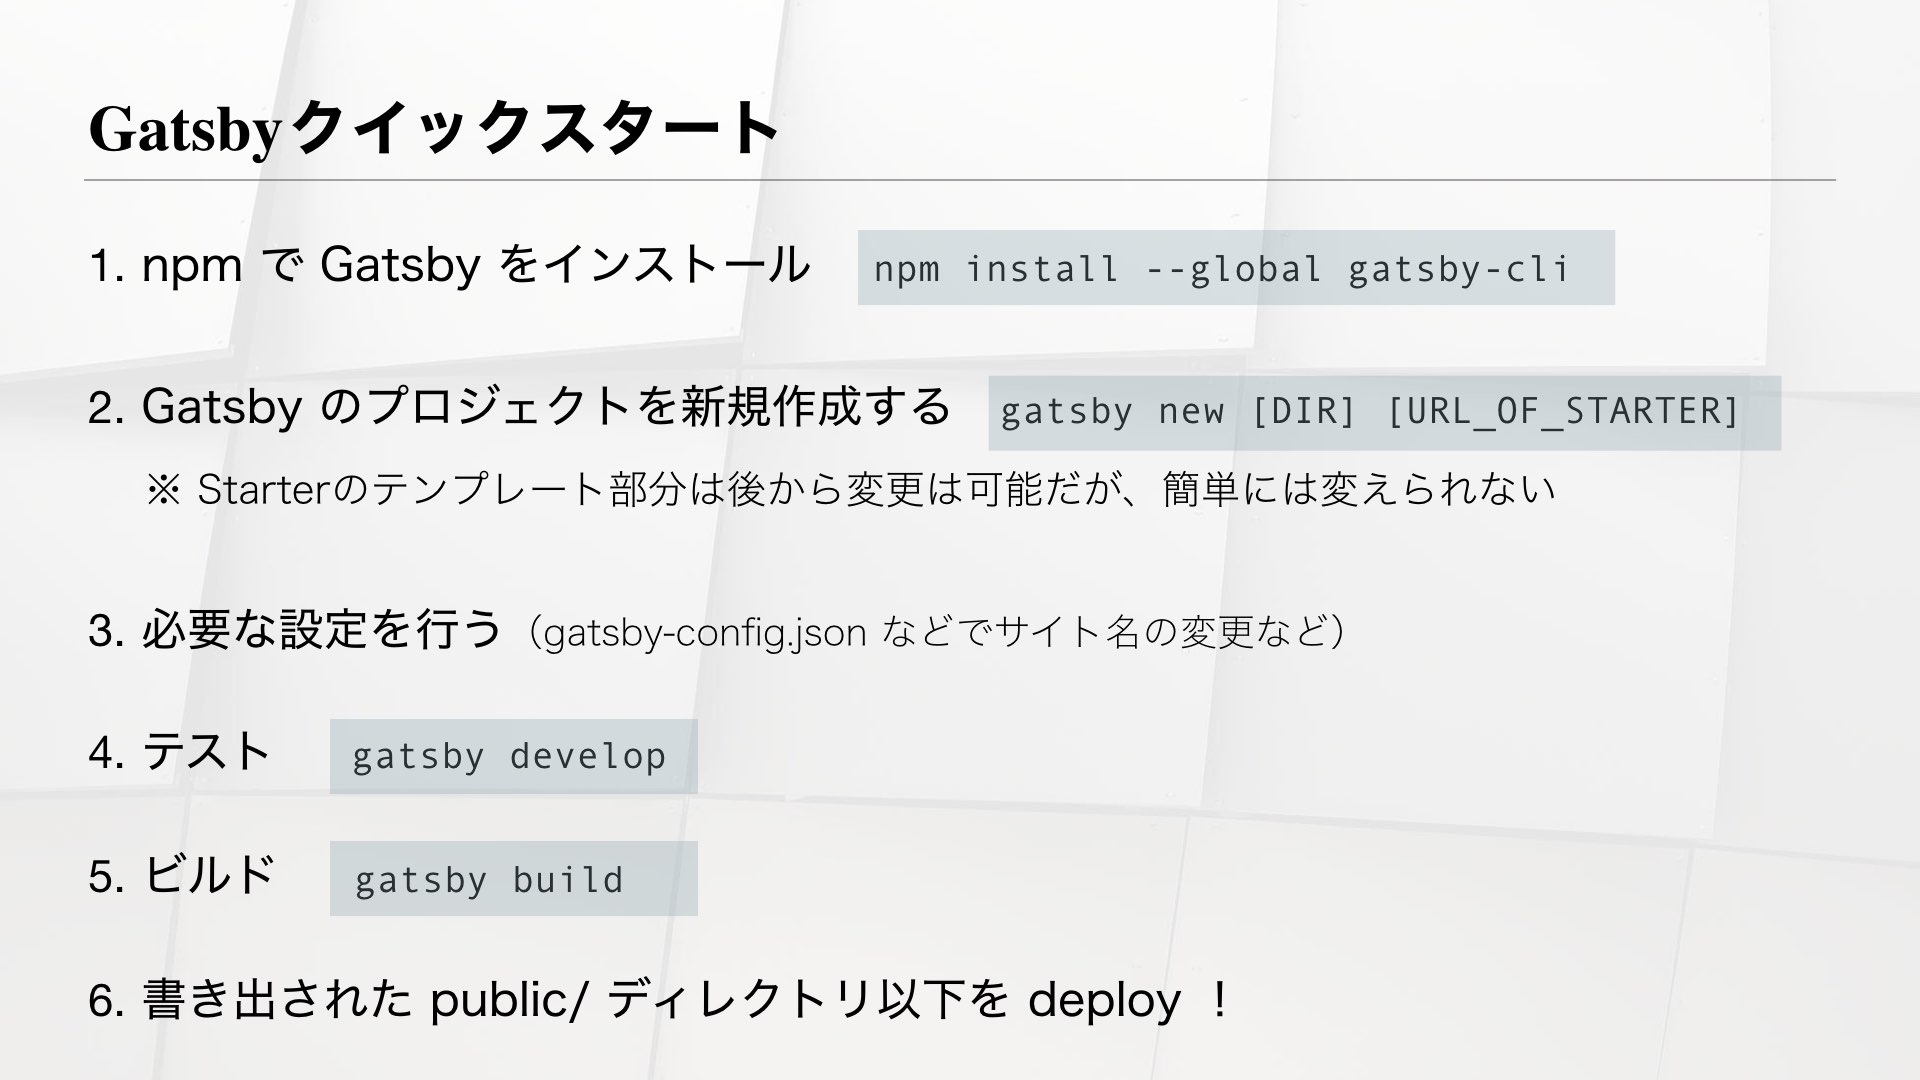 Gatsbyクイックスタート
1. npm で Gatsby をインストール npm install --global gatsby-cli
2. Gatsby のプロジェクトを新規作成する gatsby new [DIR] [URL_OF_STARTER]
※ Starterのテンプレート部分は後から変更は可能だが、簡単には変えられない
3. 必要な設定を行う（gatsby-config.json などでサイト名の変更など）
4. テスト gatsby develop
5. ビルド gatsby build
6. 書き出された public/ ディレクトリ以下を deploy ！